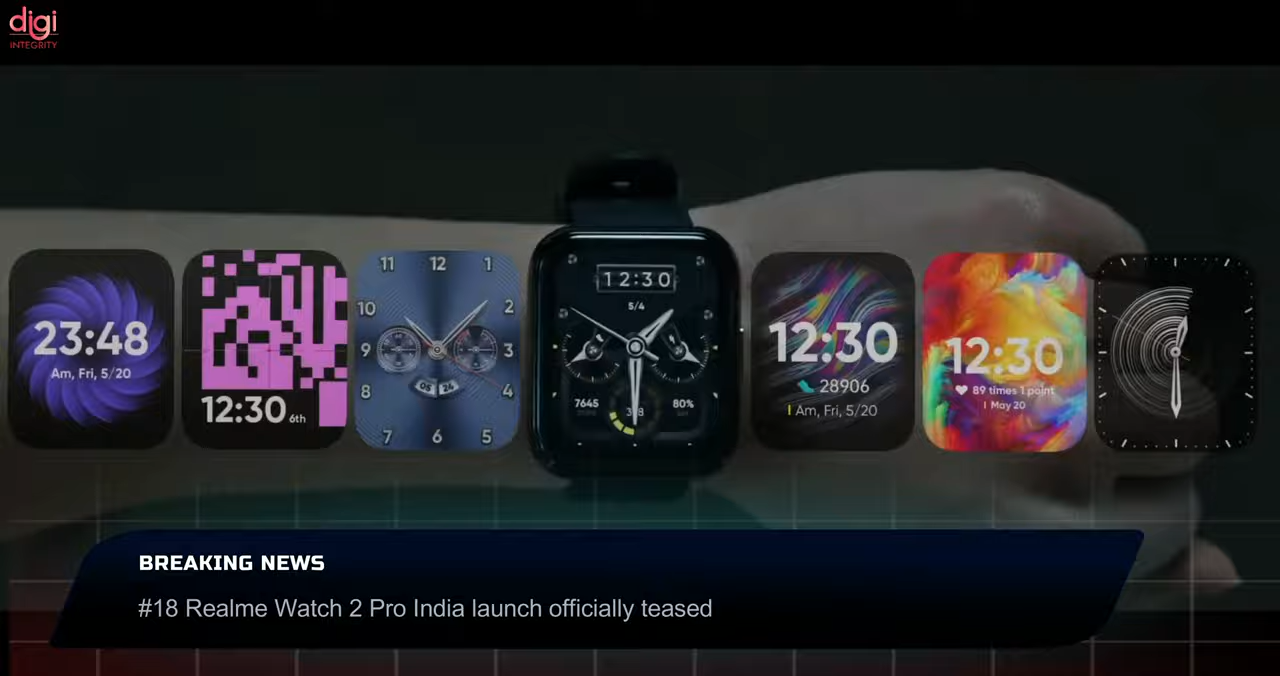 digi
INTEGRITY
23:48
Am, Fri, 5/20
12:30 6th
11 12 1
10 2
9 3
8 4
05 24
7 6 5
12:30
5/4
7645
80%
12:30
28906
Am, Fri, 5/20
12:30
89 times 1 point
May 20
BREAKING NEWS
#18 Realme Watch 2 Pro India launch officially teased